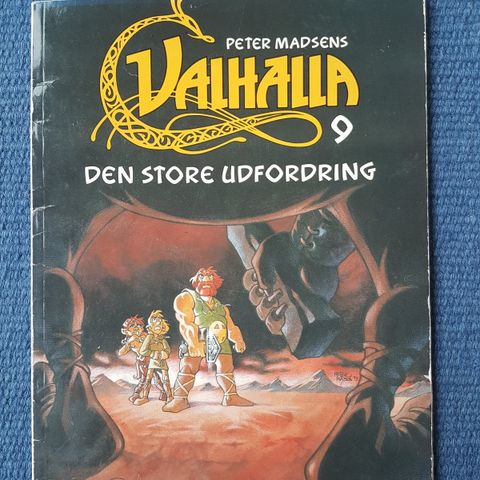 PETER MADSENS
VALHALLA
9
DEN STORE UDFORDRING